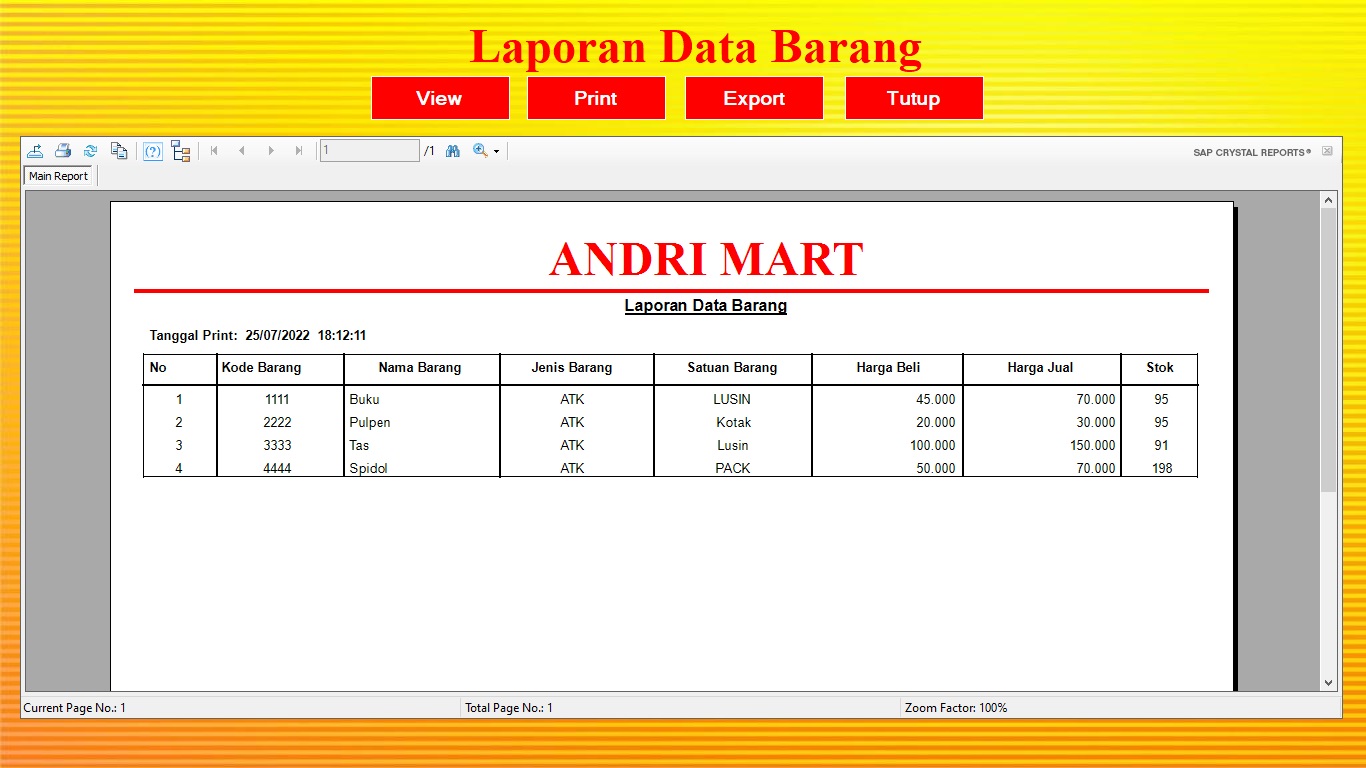 Laporan Data Barang
View Print Export Tutup
1 /1 SAP CRYSTAL REPORTS®
Main Report
ANDRI MART
Laporan Data Barang
Tanggal Print: 25/07/2022 18:12:11
No Kode Barang Nama Barang Jenis Barang Satuan Barang Harga Beli Harga Jual Stok
1 1111 Buku ATK LUSIN 45.000 70.000 95
2 2222 Pulpen ATK Kotak 20.000 30.000 95
3 3333 Tas ATK Lusin 100.000 150.000 91
4 4444 Spidol ATK PACK 50.000 70.000 198
Current Page No.: 1 Total Page No.: 1 Zoom Factor: 100%